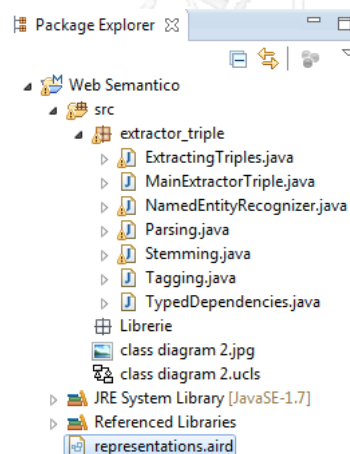 Package Explorer
Web Semantico
src
extractor_triple
ExtractingTriples.java
MainExtractorTriple.java
NamedEntityRecognizer.java
Parsing.java
Stemming.java
Tagging.java
TypedDependencies.java
Librerie
class diagram 2.jpg
class diagram 2.ucls
JRE System Library [JavaSE-1.7]
Referenced Libraries
representations.aird